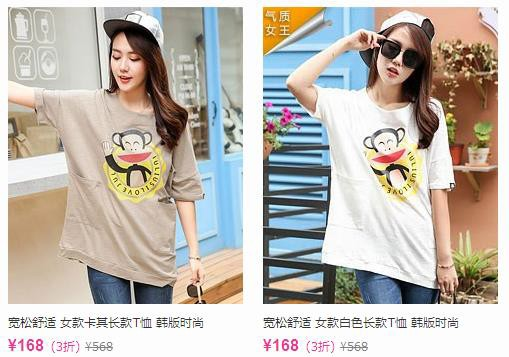 气质
女王
宽松舒适 女款卡其长款T恤 韩版时尚
¥168 (3折) ¥568
宽松舒适 女款白色长款T恤 韩版时尚
¥168 (3折) ¥568